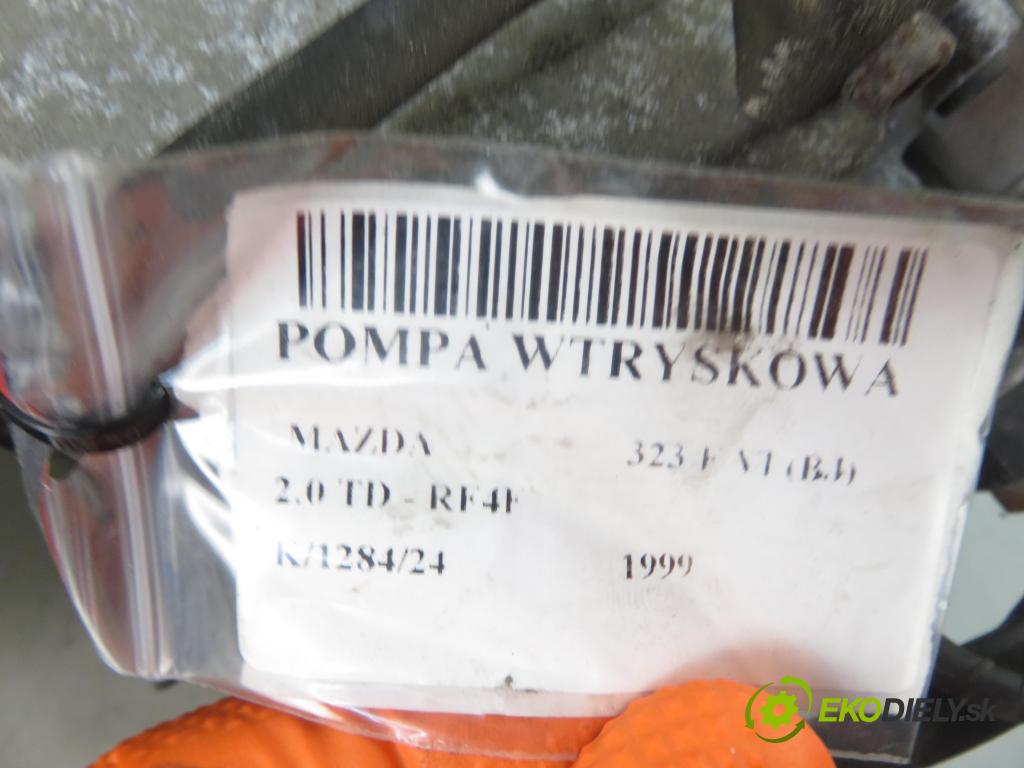 POMPA WTRYSKOWA
MAZDA 323 F VI (BJ)
2.0 TD - RF4F
K/1284/24 1999
EKODIELY.sk